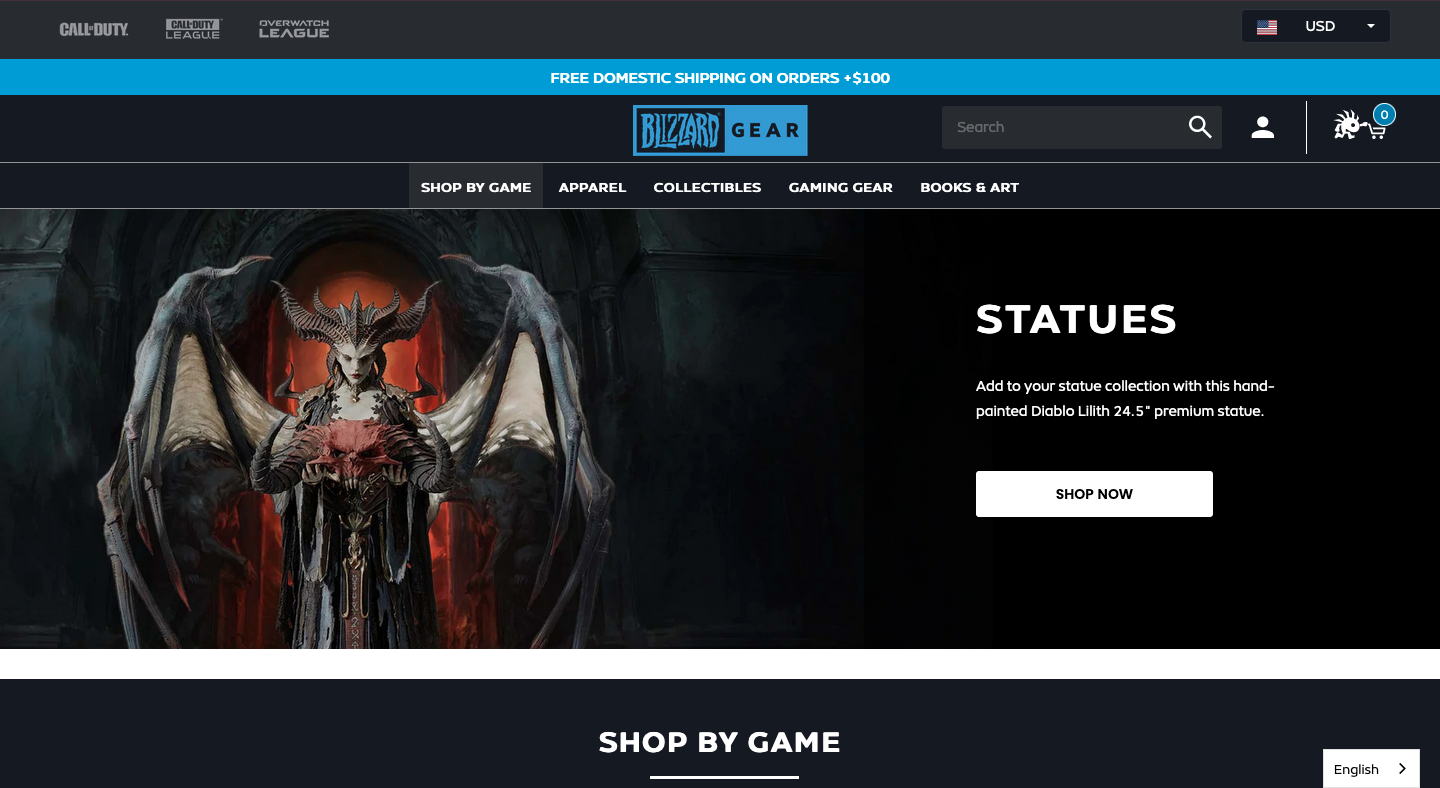 CALL OF DUTY.
CALL OF DUTY
LEAGUE
OVERWATCH
LEAGUE
USD
FREE DOMESTIC SHIPPING ON ORDERS +$100
BLIZZARD GEAR
Search
0
SHOP BY GAME APPAREL COLLECTIBLES GAMING GEAR BOOKS & ART
STATUES
Add to your statue collection with this hand-
painted Diablo Lilith 24.5" premium statue.
SHOP NOW
SHOP BY GAME
English